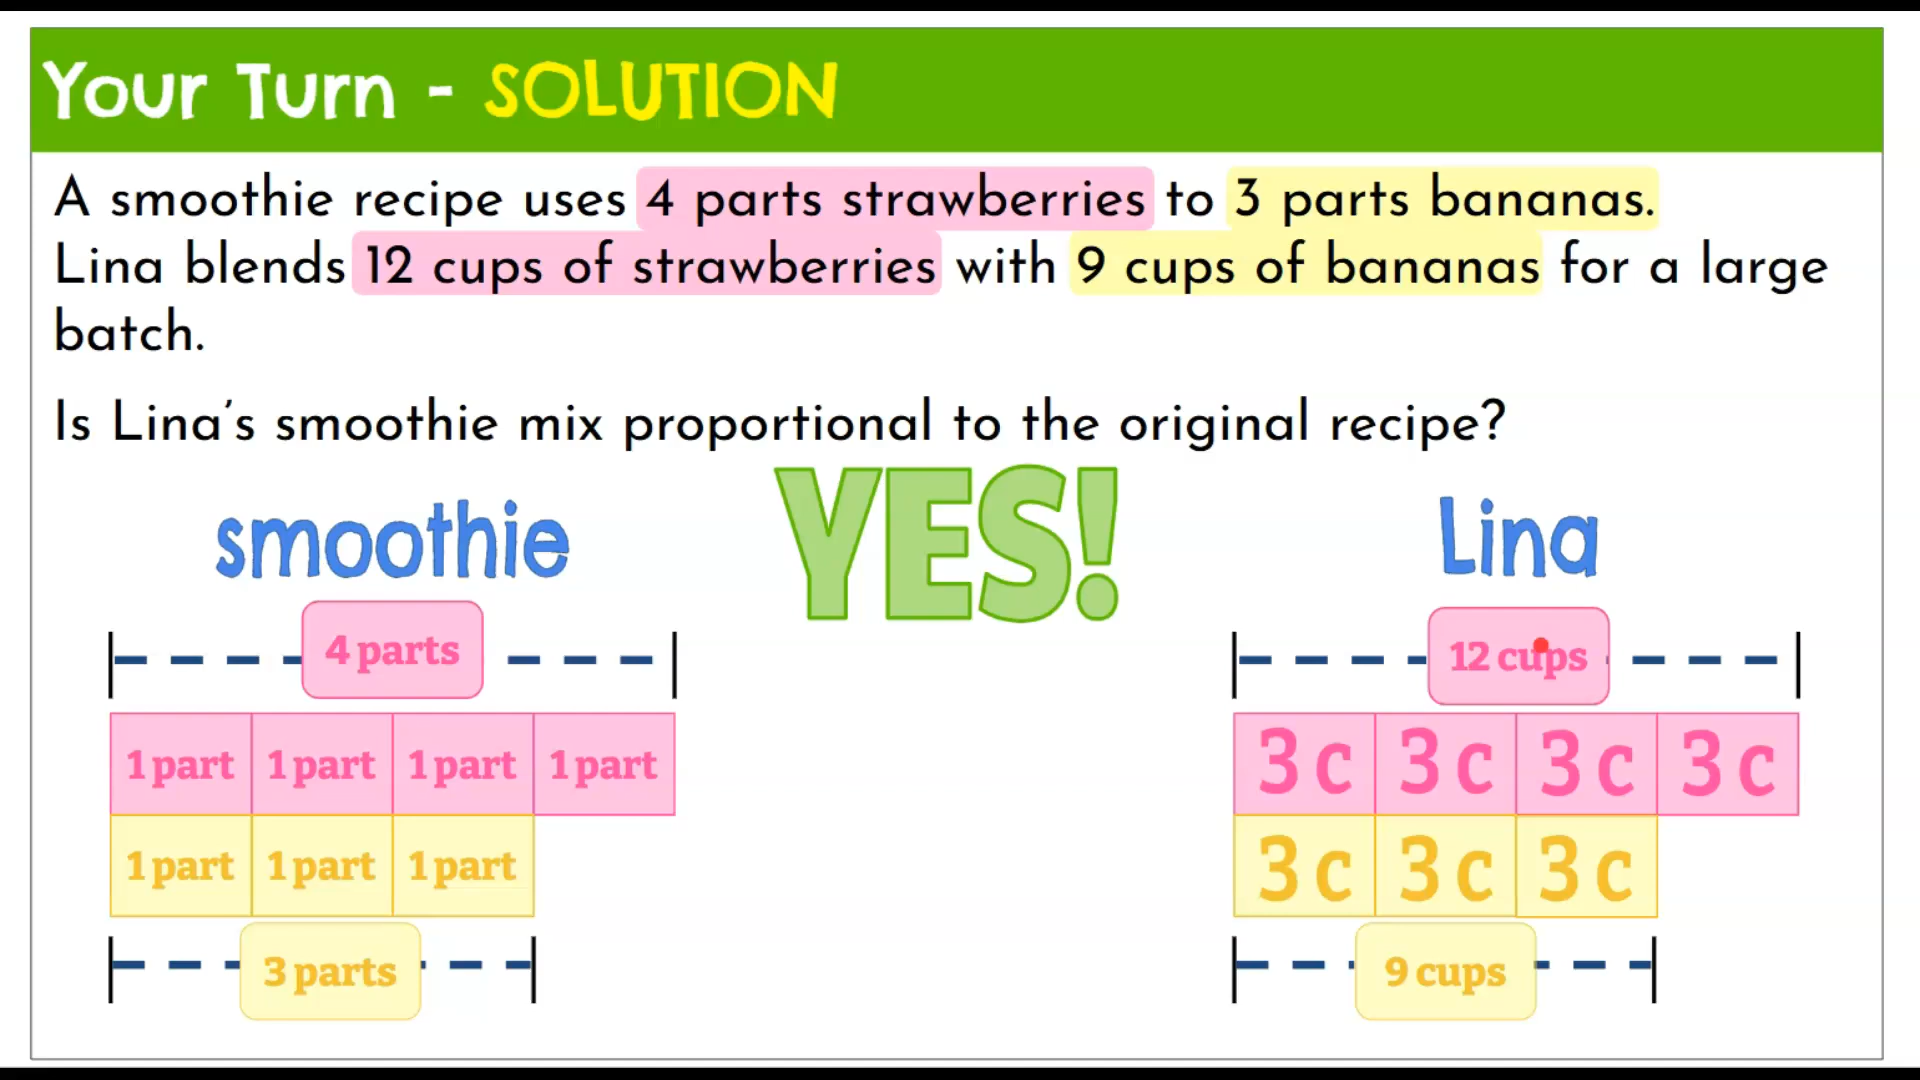 Your Turn - SOLUTION
A smoothie recipe uses 4 parts strawberries to 3 parts bananas.
Lina blends 12 cups of strawberries with 9 cups of bananas for a large
batch.
Is Lina's smoothie mix proportional to the original recipe?
YES!
smoothie
4 parts
1 part 1 part 1 part 1 part
1 part 1 part 1 part
3 parts
Lina
12 cups
3 c 3 c 3 c 3 c
3 c 3 c 3 c
9 cups